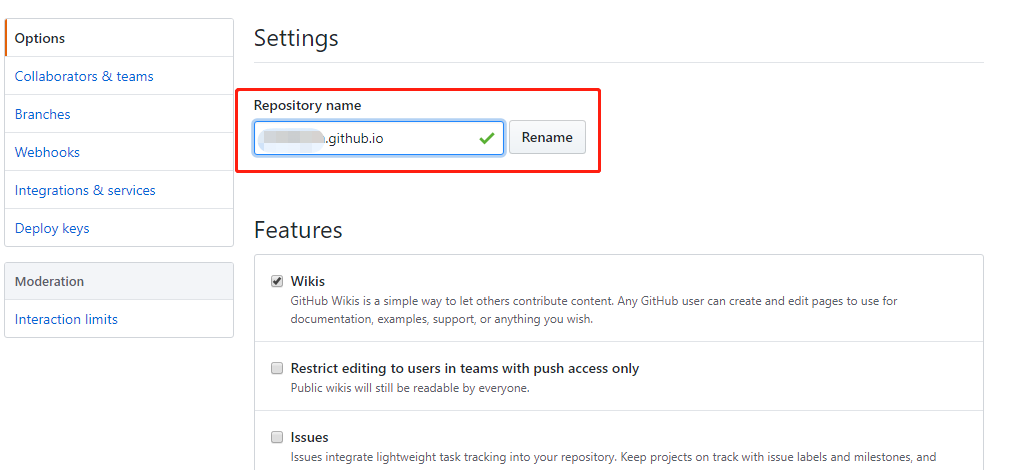 Options
Collaborators & teams
Branches
Webhooks
Integrations & services
Deploy keys
Moderation
Interaction limits
Settings
Repository name
.github.io
Rename
Features
Wikis
GitHub Wikis is a simple way to let others contribute content. Any GitHub user can create and edit pages to use for
documentation, examples, support, or anything you wish.
Restrict editing to users in teams with push access only
Public wikis will still be readable by everyone.
Issues
Issues integrate lightweight task tracking into your repository. Keep projects on track with issue labels and milestones, and